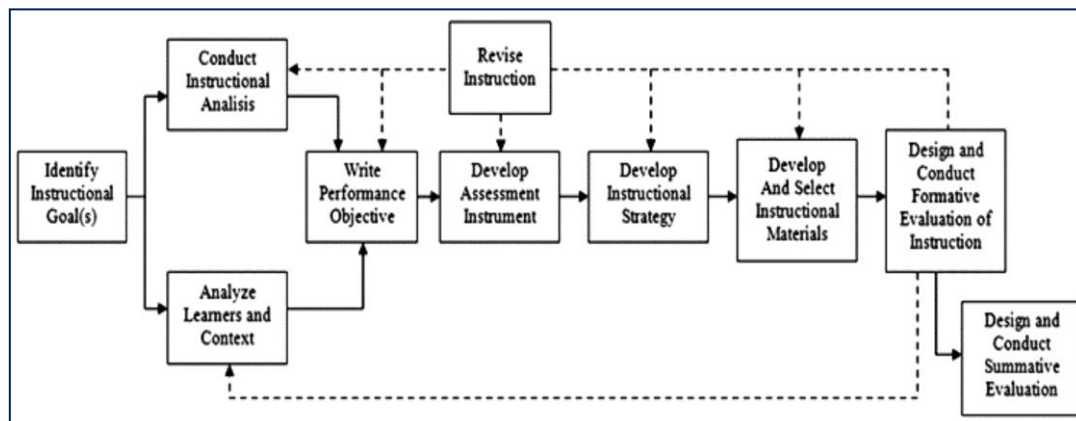 Conduct
Instructional
Analisis
Revise
Instruction
Identify
Instructional
Goal(s)
Write
Performance
Objective
Develop
Assessment
Instrument
Develop
Instructional
Strategy
Develop
And Select
Instructional
Materials
Design and
Conduct
Formative
Evaluation of
Instruction
Analyze
Learners and
Context
Design and
Conduct
Summative
Evaluation